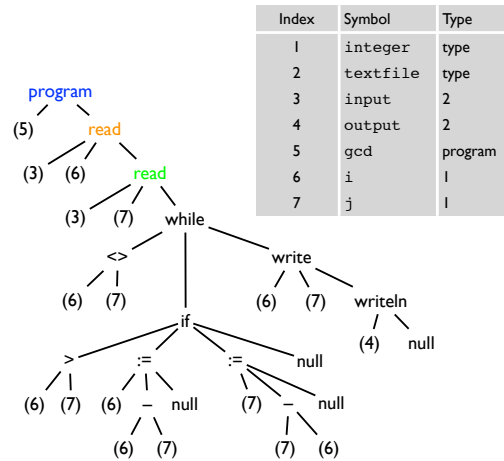 Index Symbol Type
1 integer type
2 textfile type
3 input 2
4 output 2
5 gcd program
6 i 1
7 j 1
program
(5) read
(3) (6) read
(3) (7) while
<> write
(6) (7) (6) (7) writeln
if (4) null
> := := null
(6) (7) (6) – null (7) – null
(6) (7) (7) (6)